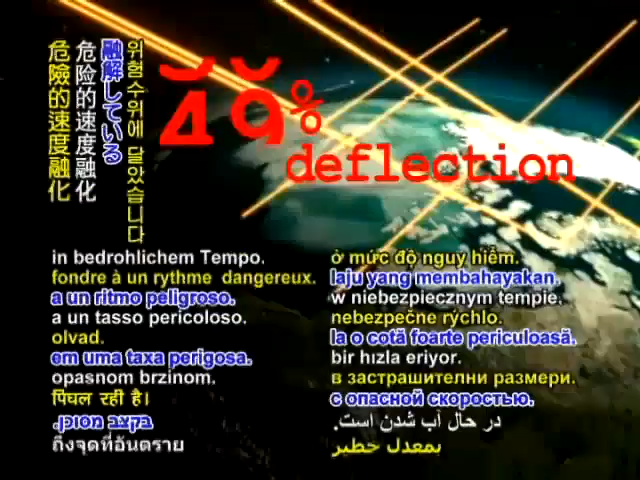 危險的速度融化
危险的速度融化
融解している
위험 수위에 달았습니다
49%
deflection
in bedrohlichem Tempo.
fondre à un rythme dangereux.
a un ritmo peligroso.
a un tasso pericoloso.
olvad.
em uma taxa perigosa.
opasnom brzinom.
पिघल रही है।
בקצב מסוכן.
ถึงจุดที่อันตราย
ở mức độ nguy hiểm.
laju yang membahayakan.
w niebezpiecznym tempie.
nebezpečne rýchlo.
la o cotă foarte periculoasă.
bir hızla eriyor.
в застрашителни размери.
с опасной скоростью.
در حال آب شدن است.
بمعدل خطير